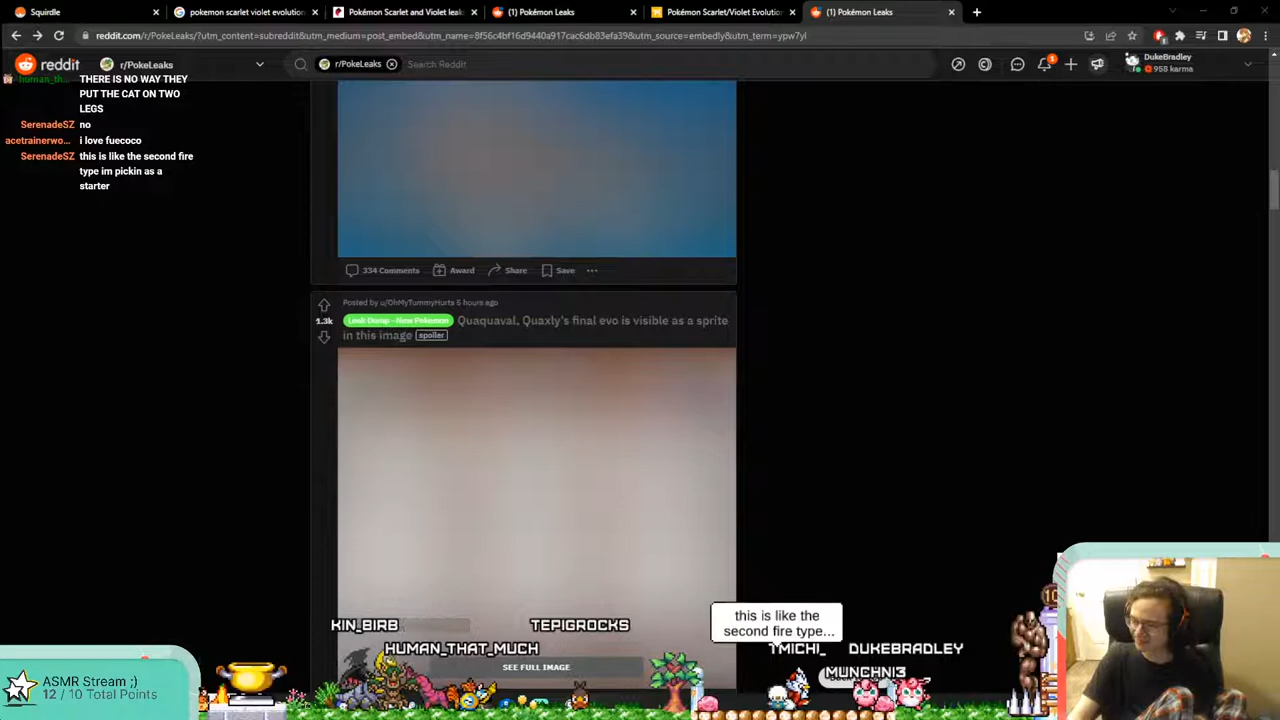 Squirdle
pokemon scarlet violet evolution
Pokémon Scarlet and Violet leak
(1) Pokémon Leaks
Pokémon Scarlet/Violet Evolutio
(1) Pokémon Leaks
reddit.com/r/PokeLeaks/?utm_content=subreddit&utm_medium=post_embed&utm_name=8f56c4bf16d9440a917cac6db83efa39&utm_source=embedly&utm_term=ypw7yl
reddit
r/PokeLeaks
r/PokeLeaks
Search Reddit
1
DukeBradley
958 karma
human_th...
THERE IS NO WAY THEY
PUT THE CAT ON TWO
LEGS
SerenadeSZ no
acetrainerwo... i love fuecoco
SerenadeSZ this is like the second fire
type im pickin as a
starter
334 Comments
Award
Share
Save
Posted by u/OhMyTummyHurts 5 hours ago
1.3k
Leak Dump - New Pokemon Quaquaval, Quaxly's final evo is visible as a sprite
in this image spoiler
SEE FULL IMAGE
KIN_BIRB
TEPIGROCKS
HUMAN_THAT_MUCH
this is like the
second fire type...
7MICHI_
DUKEBRADLEY
MUNCHNI3
ASMR Stream ;)
12 / 10 Total Points